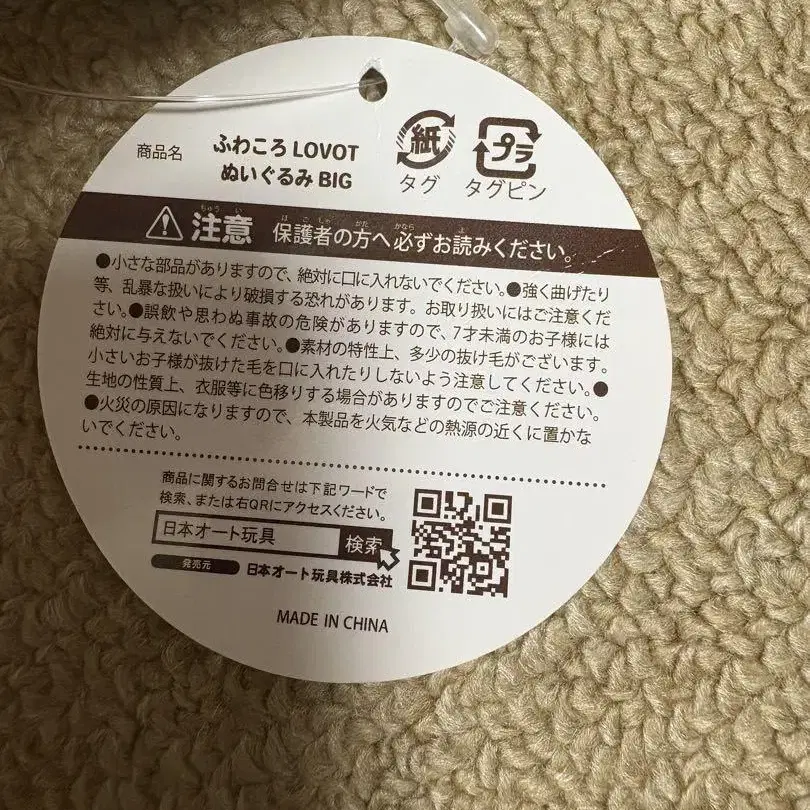 商品名
ふわころ LOVOT
ぬいぐるみ BIG
紙
タグ
プラ
タグピン
ちゅう い
注意
ほ ご しゃ かた かなら よ
保護者の方へ必ずお読みください。
●小さな部品がありますので、絶対に口に入れないでください。●強く曲げたり
等、乱暴な扱いにより破損する恐れがあります。お取り扱いにはご注意くだ
さい。●誤飲や思わぬ事故の危険がありますので、7才未満のお子様には
絶対に与えないでください。●素材の特性上、多少の抜け毛がございます。
小さいお子様が抜けた毛を口に入れたりしないよう注意してください。●
生地の性質上、衣服等に色移りする場合がありますのでご注意ください。
●火災の原因になりますので、本製品を火気などの熱源の近くに置かな
いでください。
商品に関するお問合せは下記ワードで
検索、または右QRにアクセスください。
日本オート玩具 検索
発売元 日本オート玩具株式会社
MADE IN CHINA